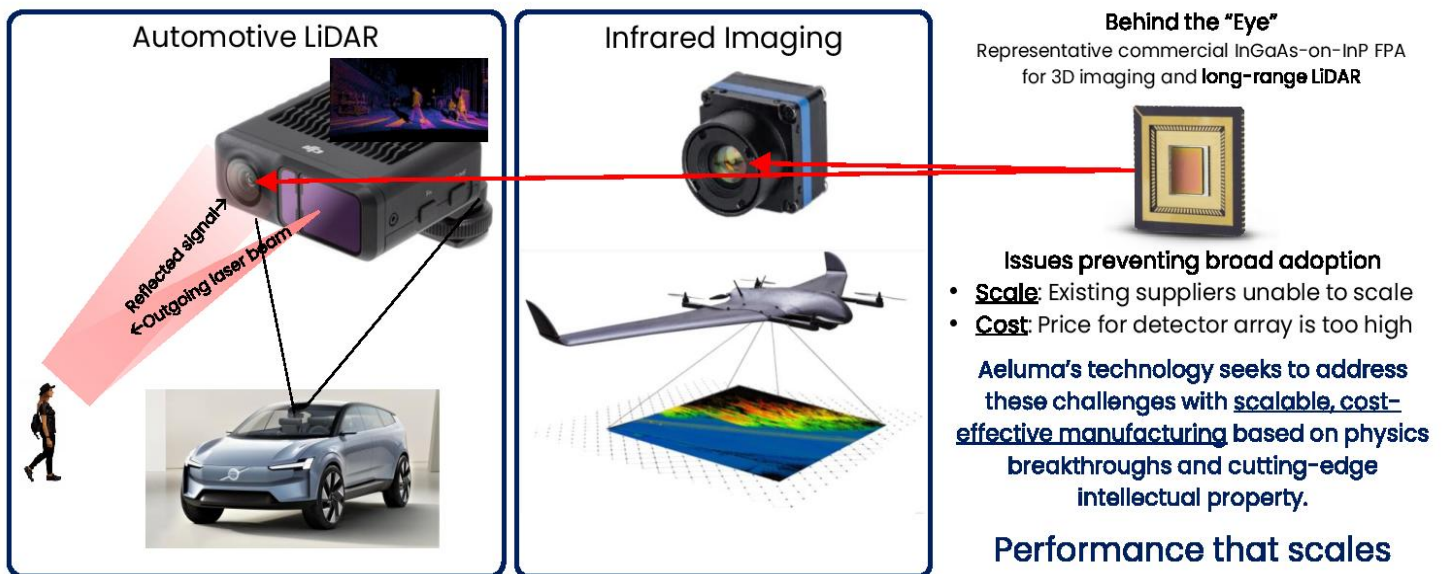 Automotive LiDAR
Reflected signal→
←Outgoing laser beam
Infrared Imaging
Behind the “Eye”
Representative commercial InGaAs-on-InP FPA
for 3D imaging and long-range LiDAR
Issues preventing broad adoption
• Scale: Existing suppliers unable to scale
• Cost: Price for detector array is too high
Aeluma’s technology seeks to address
these challenges with scalable, cost-
effective manufacturing based on physics
breakthroughs and cutting-edge
intellectual property.
Performance that scales